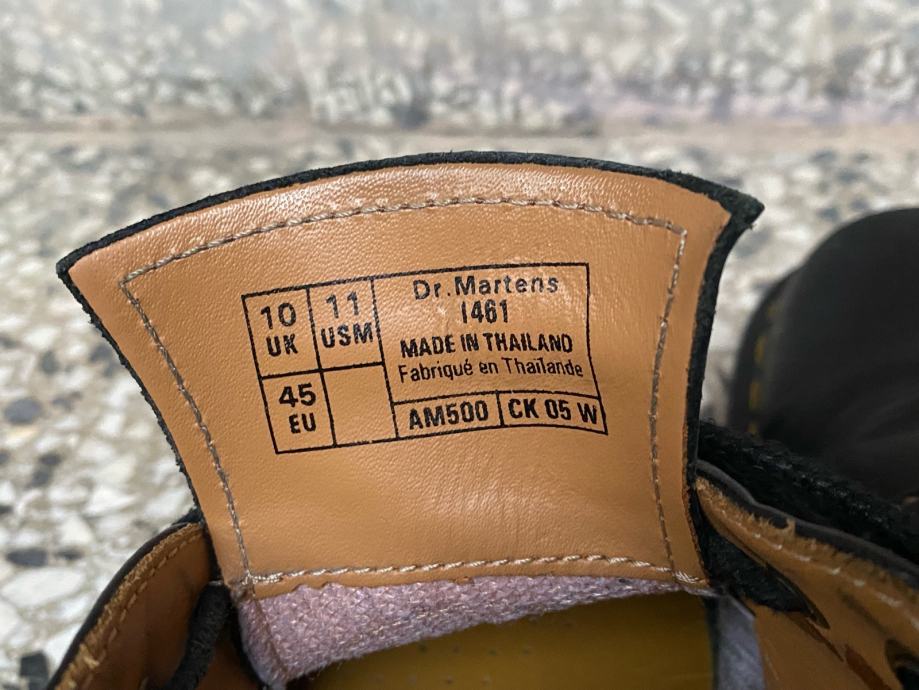 10
UK
11
USM
45
EU
Dr.Martens
1461
MADE IN THAILAND
Fabriqué en Thaïlande
AM500
CK 05 W